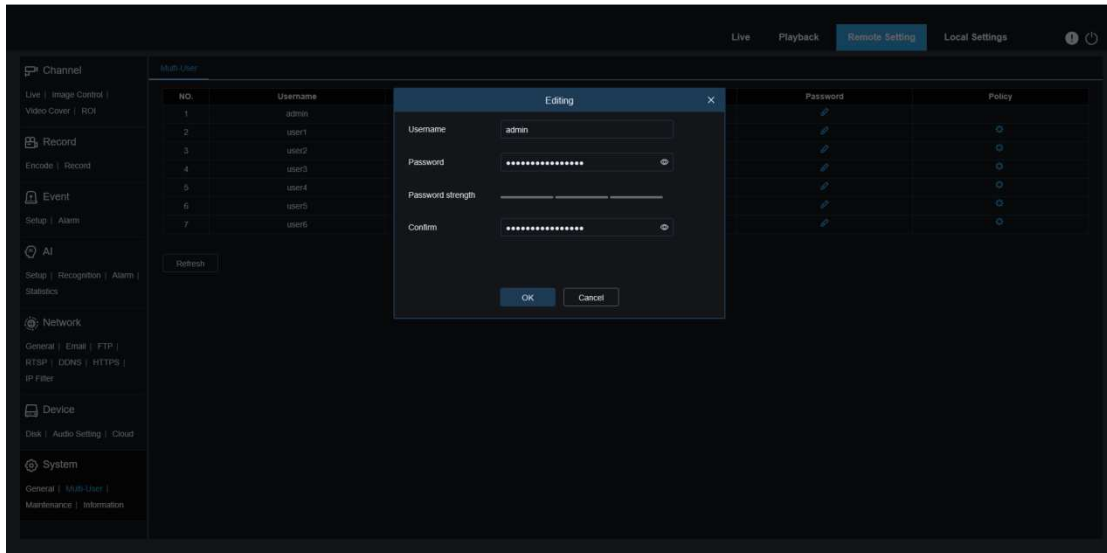 Live Playback Remote Setting Local Settings
Channel
Live | Image Control |
Video Cover | ROI
Record
Encode | Record
Event
Setup | Alarm
AI
Setup | Recognition | Alarm |
Statistics
Network
General | Email | FTP |
RTSP | DDNS | HTTPS |
IP Filter
Device
Disk | Audio Setting | Cloud
System
General | Multi-User |
Maintenance | Information
Multi-User
NO. Username Password Policy
1 admin
2 user1
3 user2
4 user3
5 user4
6 user5
7 user6
Refresh
Editing
Username admin
Password
Password strength
Confirm
OK Cancel